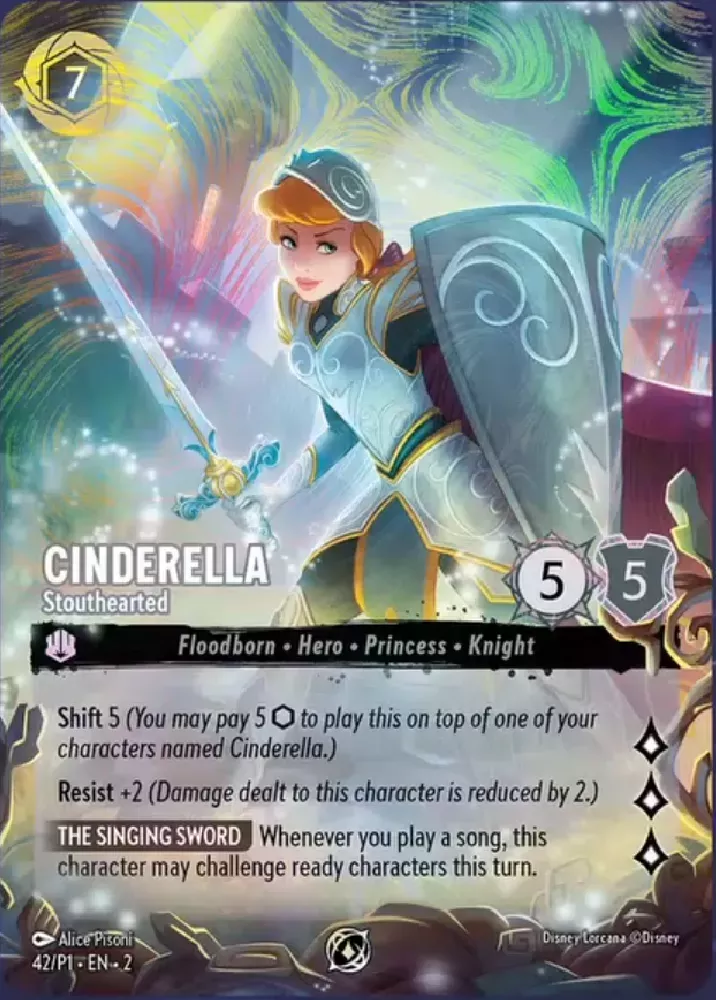 7
CINDERELLA
Stouthearted
5 5
Floodborn • Hero • Princess • Knight
Shift 5 (You may pay 5 ⬡ to play this on top of one of your
characters named Cinderella.)
Resist +2 (Damage dealt to this character is reduced by 2.)
THE SINGING SWORD Whenever you play a song, this
character may challenge ready characters this turn.
Alice Pisoni
Disney Lorcana ©Disney
42/P1 • EN • 2